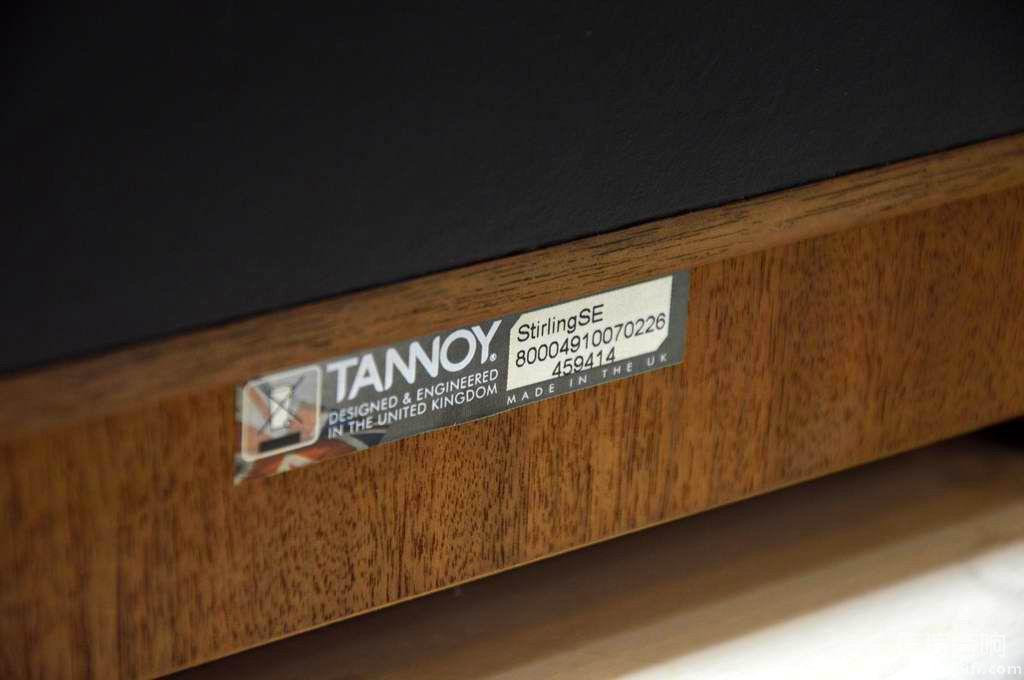 TANNOY®
DESIGNED & ENGINEERED
IN THE UNITED KINGDOM
StirlingSE
80004910070226
459414
MADE IN THE UK